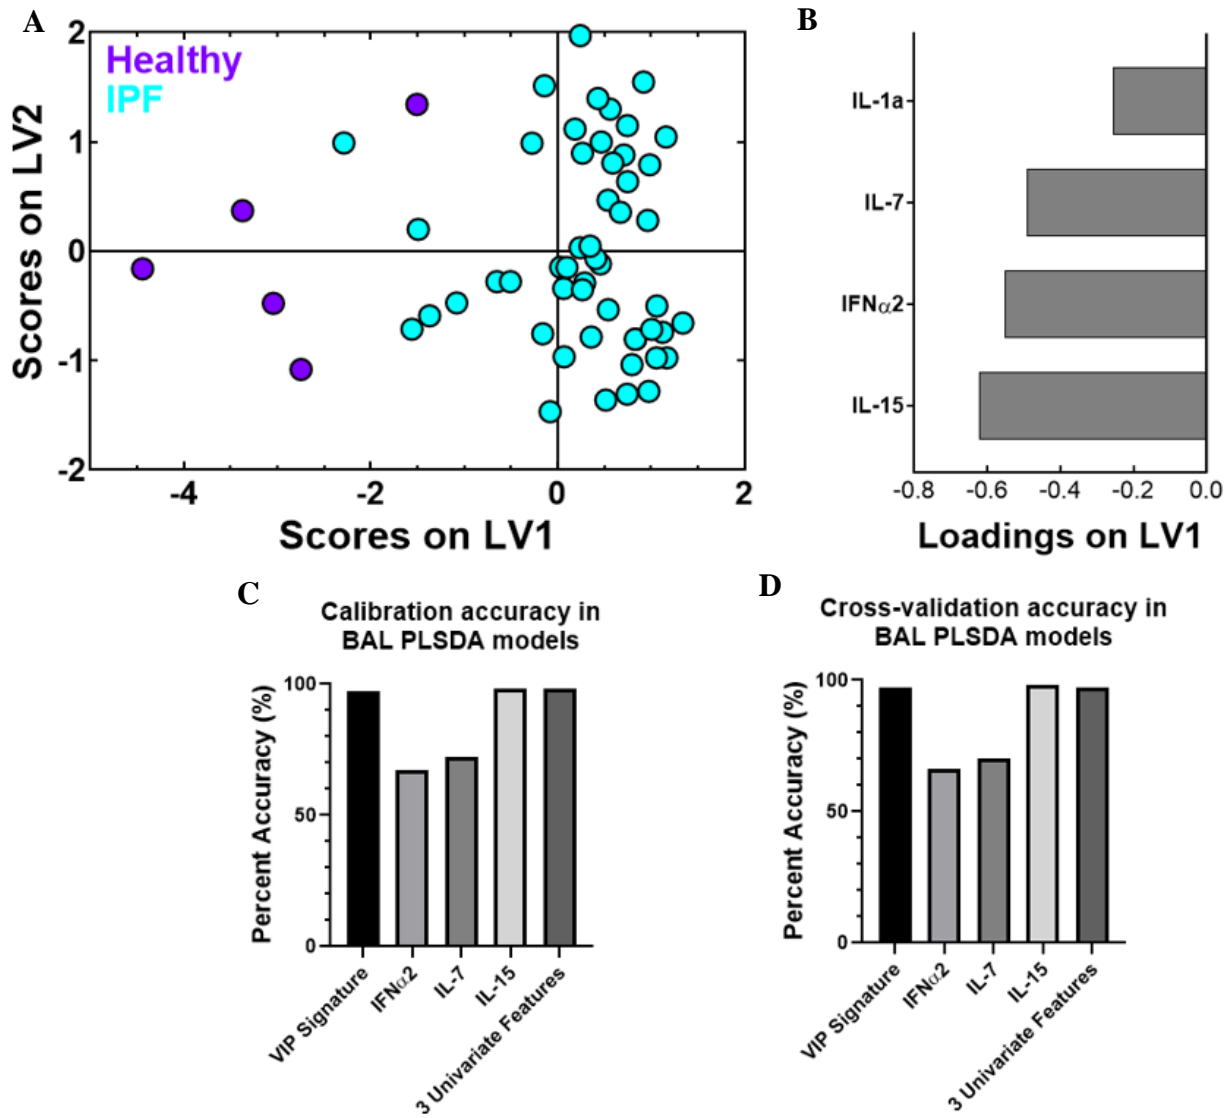 A
Healthy
IPF
2
1
0
-1
-2
Scores on LV2
-4
-2
0
2
Scores on LV1
B
IL-1a
IL-7
IFNα2
IL-15
-0.8
-0.6
-0.4
-0.2
0.0
Loadings on LV1
C
Calibration accuracy in
BAL PLSDA models
Percent Accuracy (%)
100
50
0
VIP Signature
IFNα2
IL-7
IL-15
3 Univariate Features
D
Cross-validation accuracy in
BAL PLSDA models
Percent Accuracy (%)
100
50
0
VIP Signature
IFNα2
IL-7
IL-15
3 Univariate Features